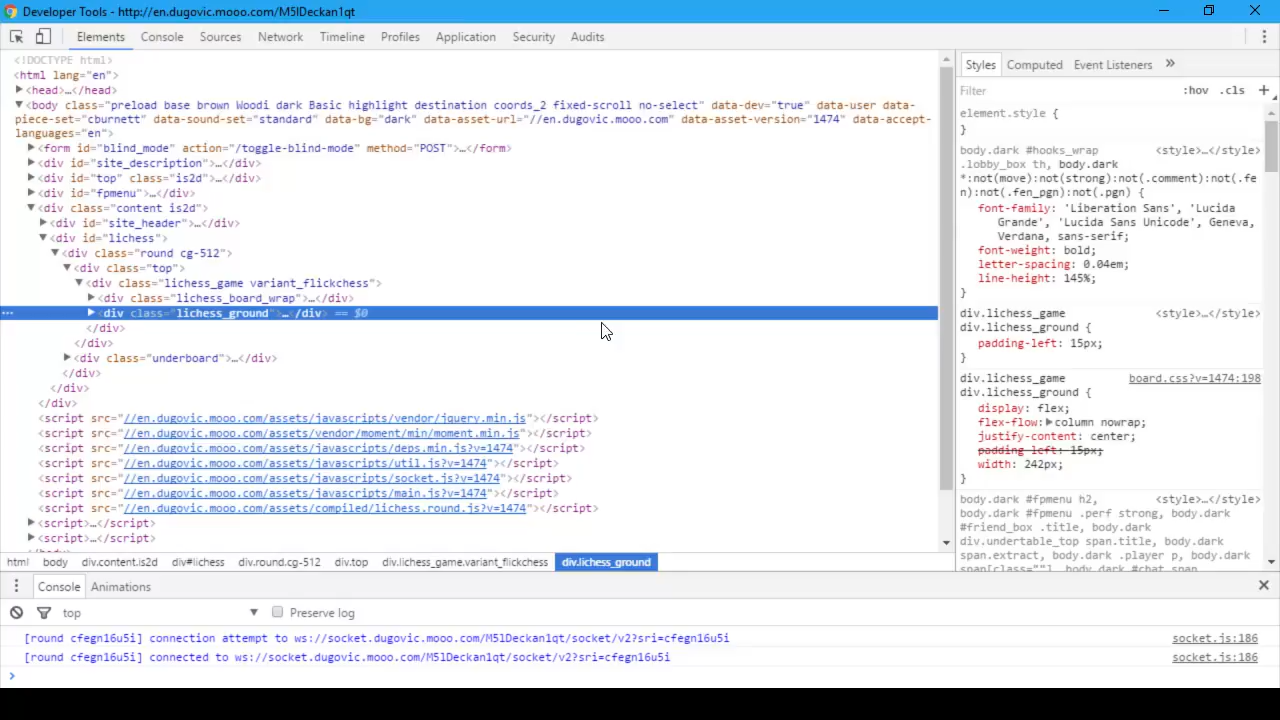 Developer Tools - http://en.dugovic.mooo.com/M5lDeckan1qt
Elements Console Sources Network Timeline Profiles Application Security Audits
<!DOCTYPE html>
<html lang="en">
<head>…</head>
<body class="preload base brown Woodi dark Basic highlight destination coords_2 fixed-scroll no-select" data-dev="true" data-user data-
piece-set="cburnett" data-sound-set="standard" data-bg="dark" data-asset-url="//en.dugovic.mooo.com" data-asset-version="1474" data-accept-
languages="en">
<form id="blind_mode" action="/toggle-blind-mode" method="POST">…</form>
<div id="site_description">…</div>
<div id="top" class="is2d">…</div>
<div id="fpmenu">…</div>
<div class="content is2d">
<div id="site_header">…</div>
<div id="lichess">
<div class="round cg-512">
<div class="top">
<div class="lichess_game variant_flickchess">
<div class="lichess_board_wrap">…</div>
… <div class="lichess_ground">…</div> == $0
</div>
</div>
<div class="underboard">…</div>
</div>
</div>
</div>
<script src="//en.dugovic.mooo.com/assets/javascripts/vendor/jquery.min.js"></script>
<script src="//en.dugovic.mooo.com/assets/vendor/moment/min/moment.min.js"></script>
<script src="//en.dugovic.mooo.com/assets/javascripts/deps.min.js?v=1474"></script>
<script src="//en.dugovic.mooo.com/assets/javascripts/util.js?v=1474"></script>
<script src="//en.dugovic.mooo.com/assets/javascripts/socket.js?v=1474"></script>
<script src="//en.dugovic.mooo.com/assets/javascripts/main.js?v=1474"></script>
<script src="//en.dugovic.mooo.com/assets/compiled/lichess.round.js?v=1474"></script>
<script>…</script>
<script>…</script>
html body div.content.is2d div#lichess div.round.cg-512 div.top div.lichess_game.variant_flickchess div.lichess_ground
Styles Computed Event Listeners »
Filter :hov .cls +
element.style {
}
body.dark #hooks_wrap <style>…</style>
.lobby_box th, body.dark
*:not(move):not(strong):not(.comment):not(.fe
n):not(.fen_pgn):not(.pgn) {
font-family: 'Liberation Sans', 'Lucida
Grande', 'Lucida Sans Unicode', Geneva,
Verdana, sans-serif;
font-weight: bold;
letter-spacing: 0.04em;
line-height: 145%;
}
div.lichess_game <style>…</style>
div.lichess_ground {
padding-left: 15px;
}
div.lichess_game board.css?v=1474:198
div.lichess_ground {
display: flex;
flex-flow: column nowrap;
justify-content: center;
padding-left: 15px;
width: 242px;
}
body.dark #fpmenu h2, <style>…</style>
body.dark .perf strong, body.dark
#friend_box .title, body.dark
div.undertable_top span.title, body.dark
span.extract, body.dark .player p, body.dark
Console Animations
top Preserve log
[round cfegn16u5i] connection attempt to ws://socket.dugovic.mooo.com/M5lDeckan1qt/socket/v2?sri=cfegn16u5i socket.js:186
[round cfegn16u5i] connected to ws://socket.dugovic.mooo.com/M5lDeckan1qt/socket/v2?sri=cfegn16u5i socket.js:186
>